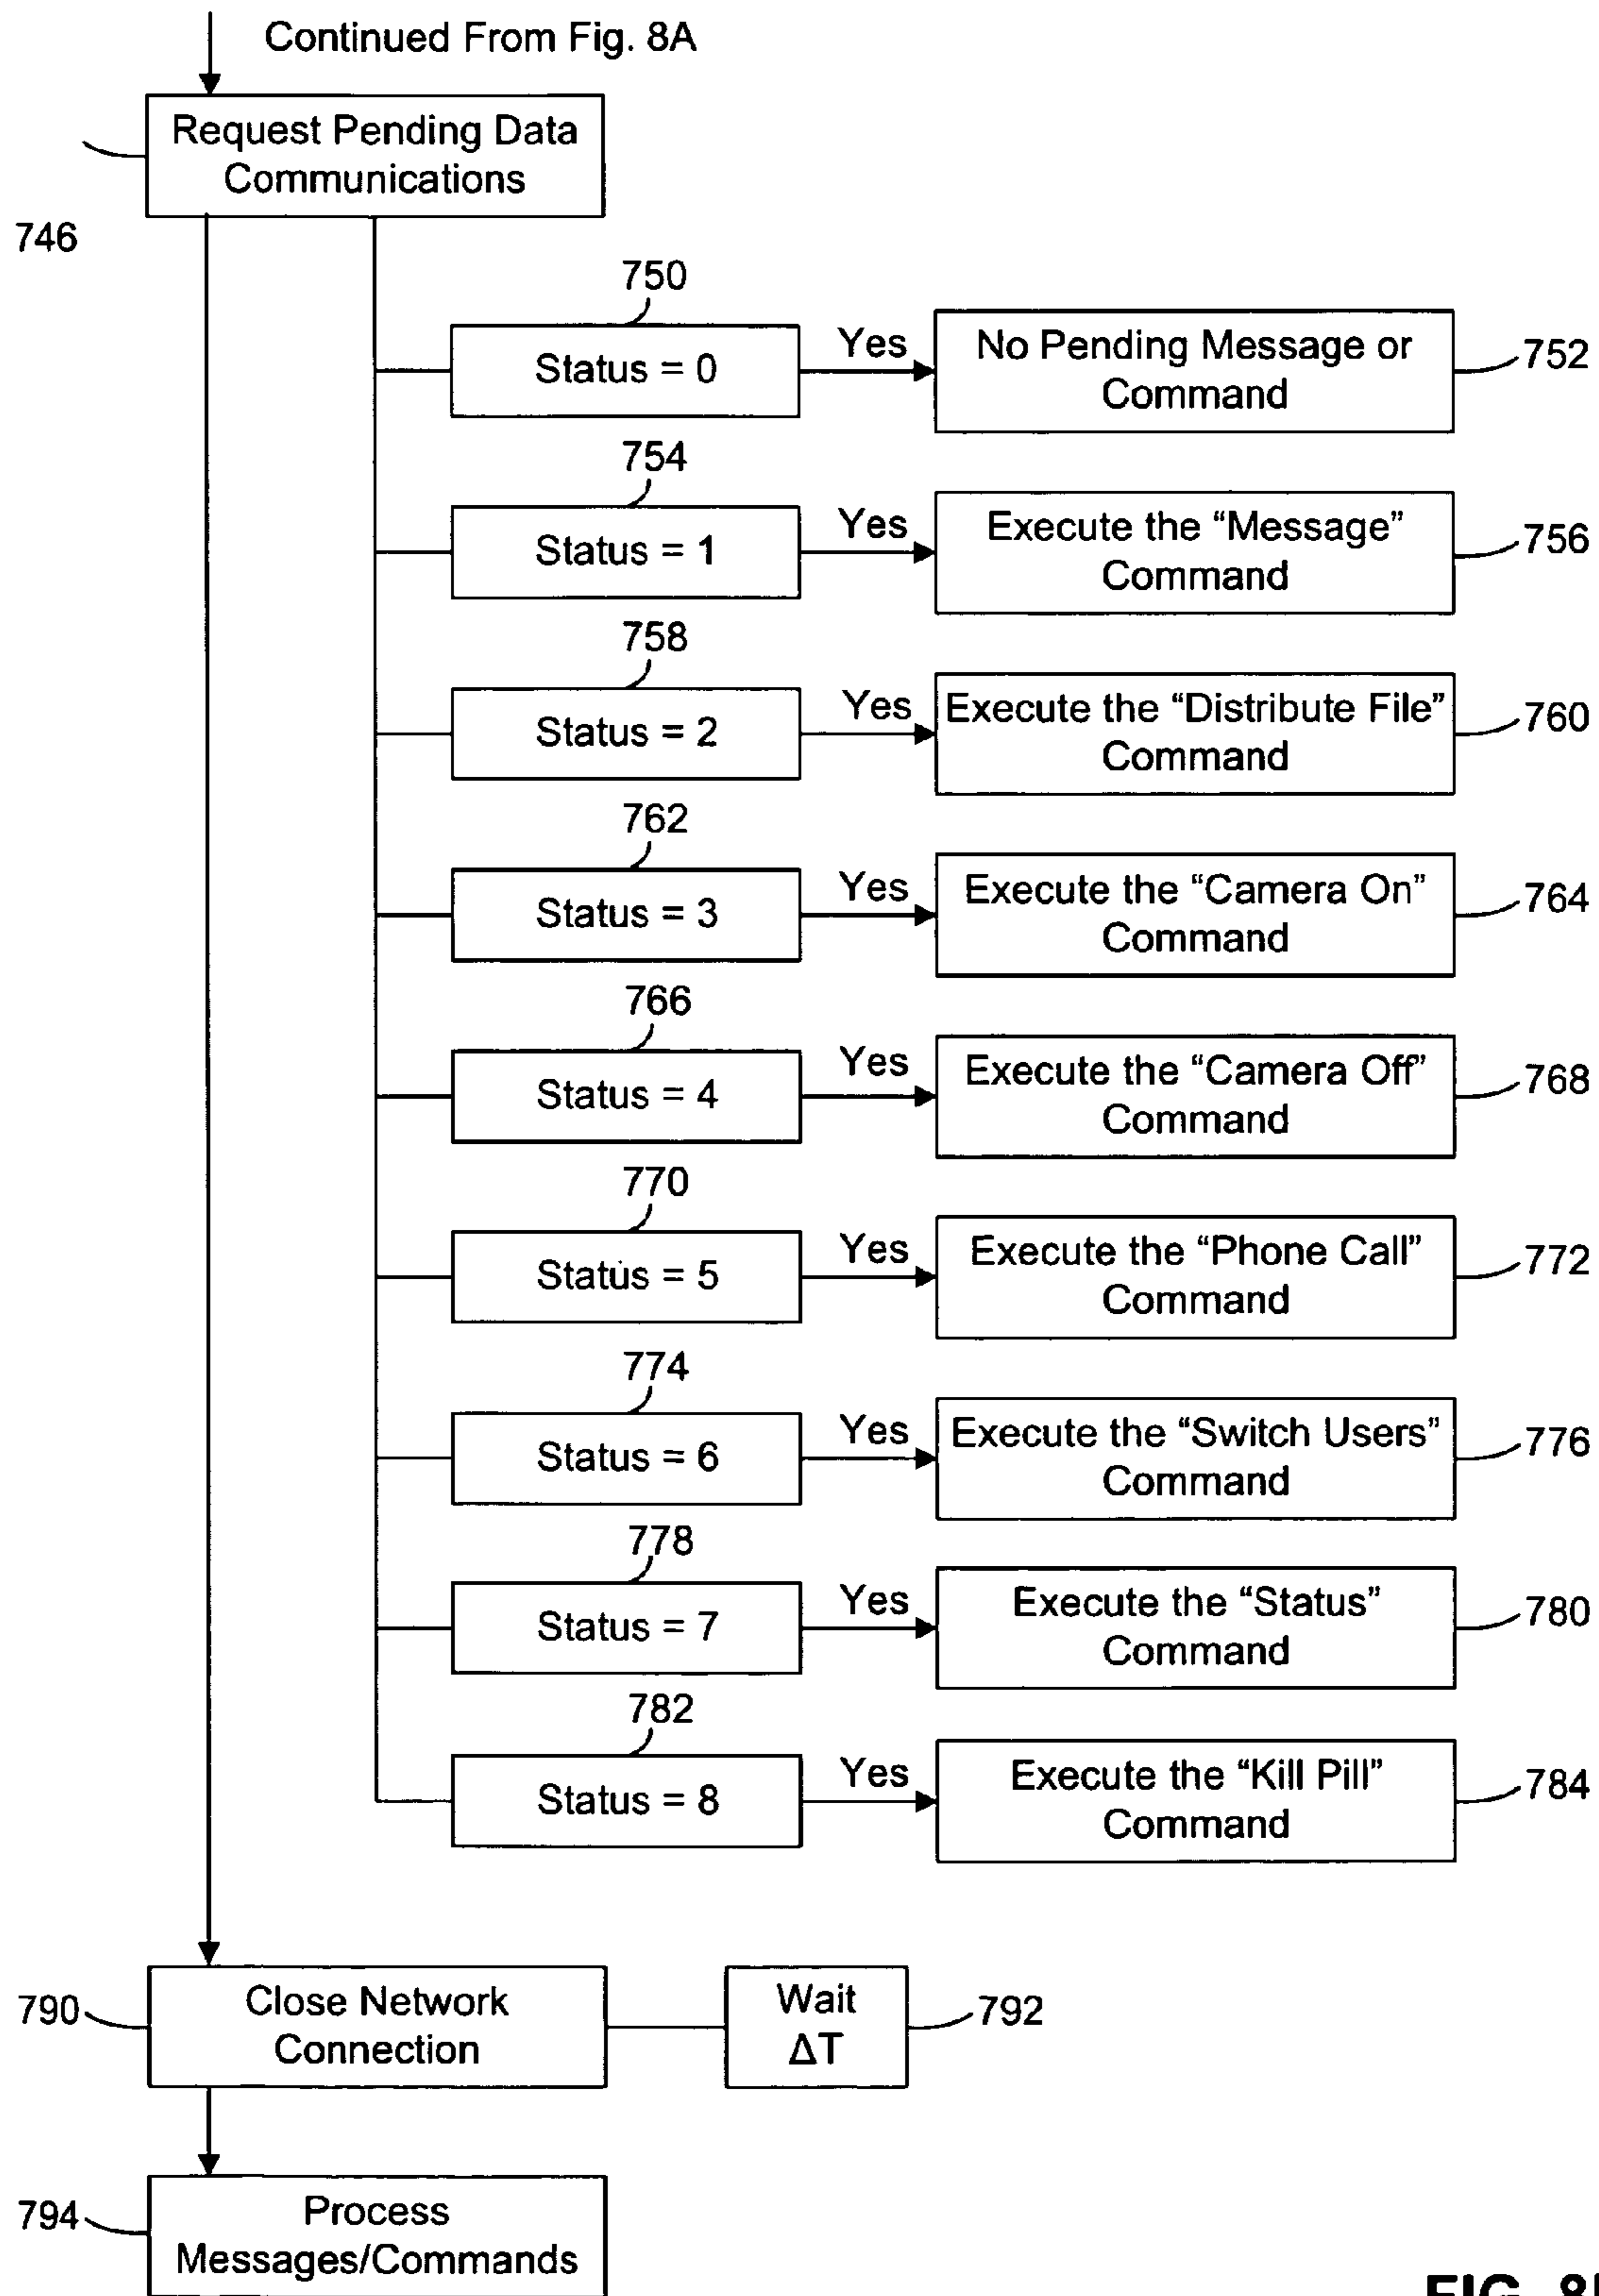 Continued From Fig. 8A
Request Pending Data
Communications
746
750
Status = 0
Yes
No Pending Message or
Command
752
754
Status = 1
Yes
Execute the “Message”
Command
756
758
Status = 2
Yes
Execute the “Distribute File”
Command
760
762
Status = 3
Yes
Execute the “Camera On”
Command
764
766
Status = 4
Yes
Execute the “Camera Off”
Command
768
770
Status = 5
Yes
Execute the “Phone Call”
Command
772
774
Status = 6
Yes
Execute the “Switch Users”
Command
776
778
Status = 7
Yes
Execute the “Status”
Command
780
782
Status = 8
Yes
Execute the “Kill Pill”
Command
784
790
Close Network
Connection
Wait
ΔT
792
794
Process
Messages/Commands
FIG.